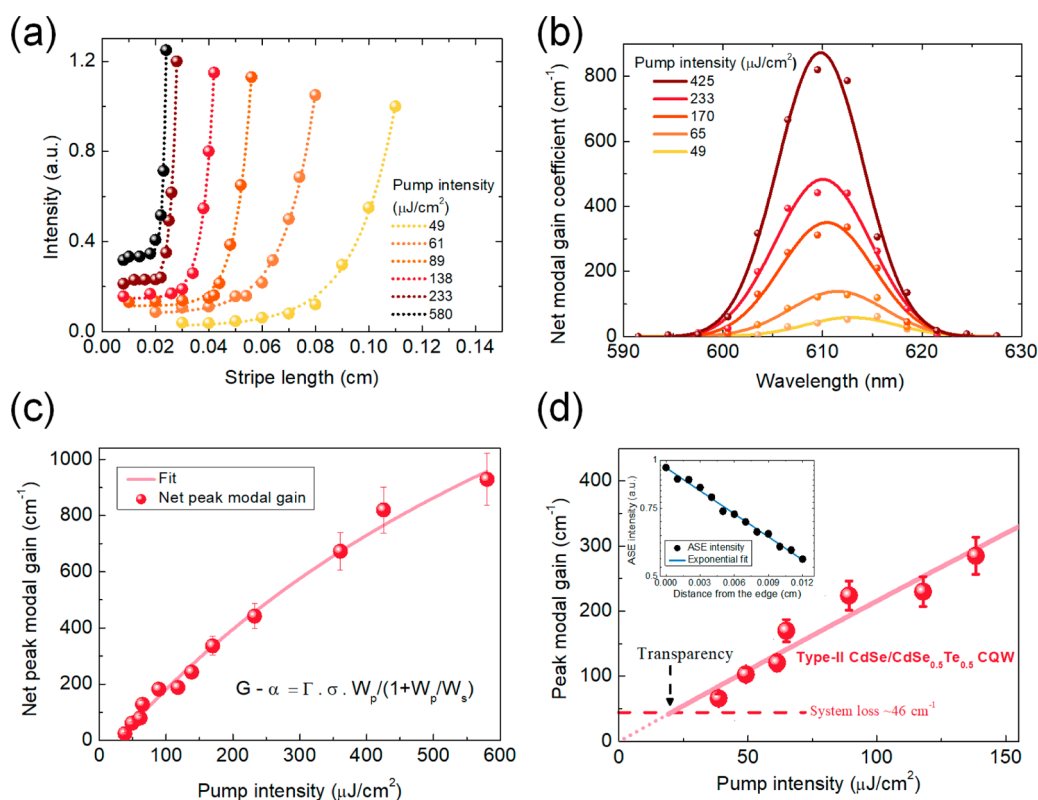 (a)
Intensity (a.u.)
1.2
0.8
0.4
0.0
0.00 0.02 0.04 0.06 0.08 0.10 0.12 0.14
Stripe length (cm)
Pump intensity
(μJ/cm²)
49
61
89
138
233
580
(b)
Net modal gain coefficient (cm⁻¹)
800
600
400
200
0
590 600 610 620 630
Wavelength (nm)
Pump intensity (μJ/cm²)
425
233
170
65
49
(c)
Net peak modal gain (cm⁻¹)
1000
800
600
400
200
0
0 100 200 300 400 500 600
Pump intensity (μJ/cm²)
Fit
Net peak modal gain
G - α = Γ . σ . Wₚ/(1+Wₚ/Wₛ)
(d)
Peak modal gain (cm⁻¹)
400
300
200
100
0
0 50 100 150
Pump intensity (μJ/cm²)
ASE intensity (a.u.)
1
0.75
0.5
0.001 0.003 0.006 0.009 0.012
Distance from the edge (cm)
ASE intensity
Exponential fit
Transparency
Type-II CdSe/CdSe₀.₅Te₀.₅ CQW
System loss ~46 cm⁻¹